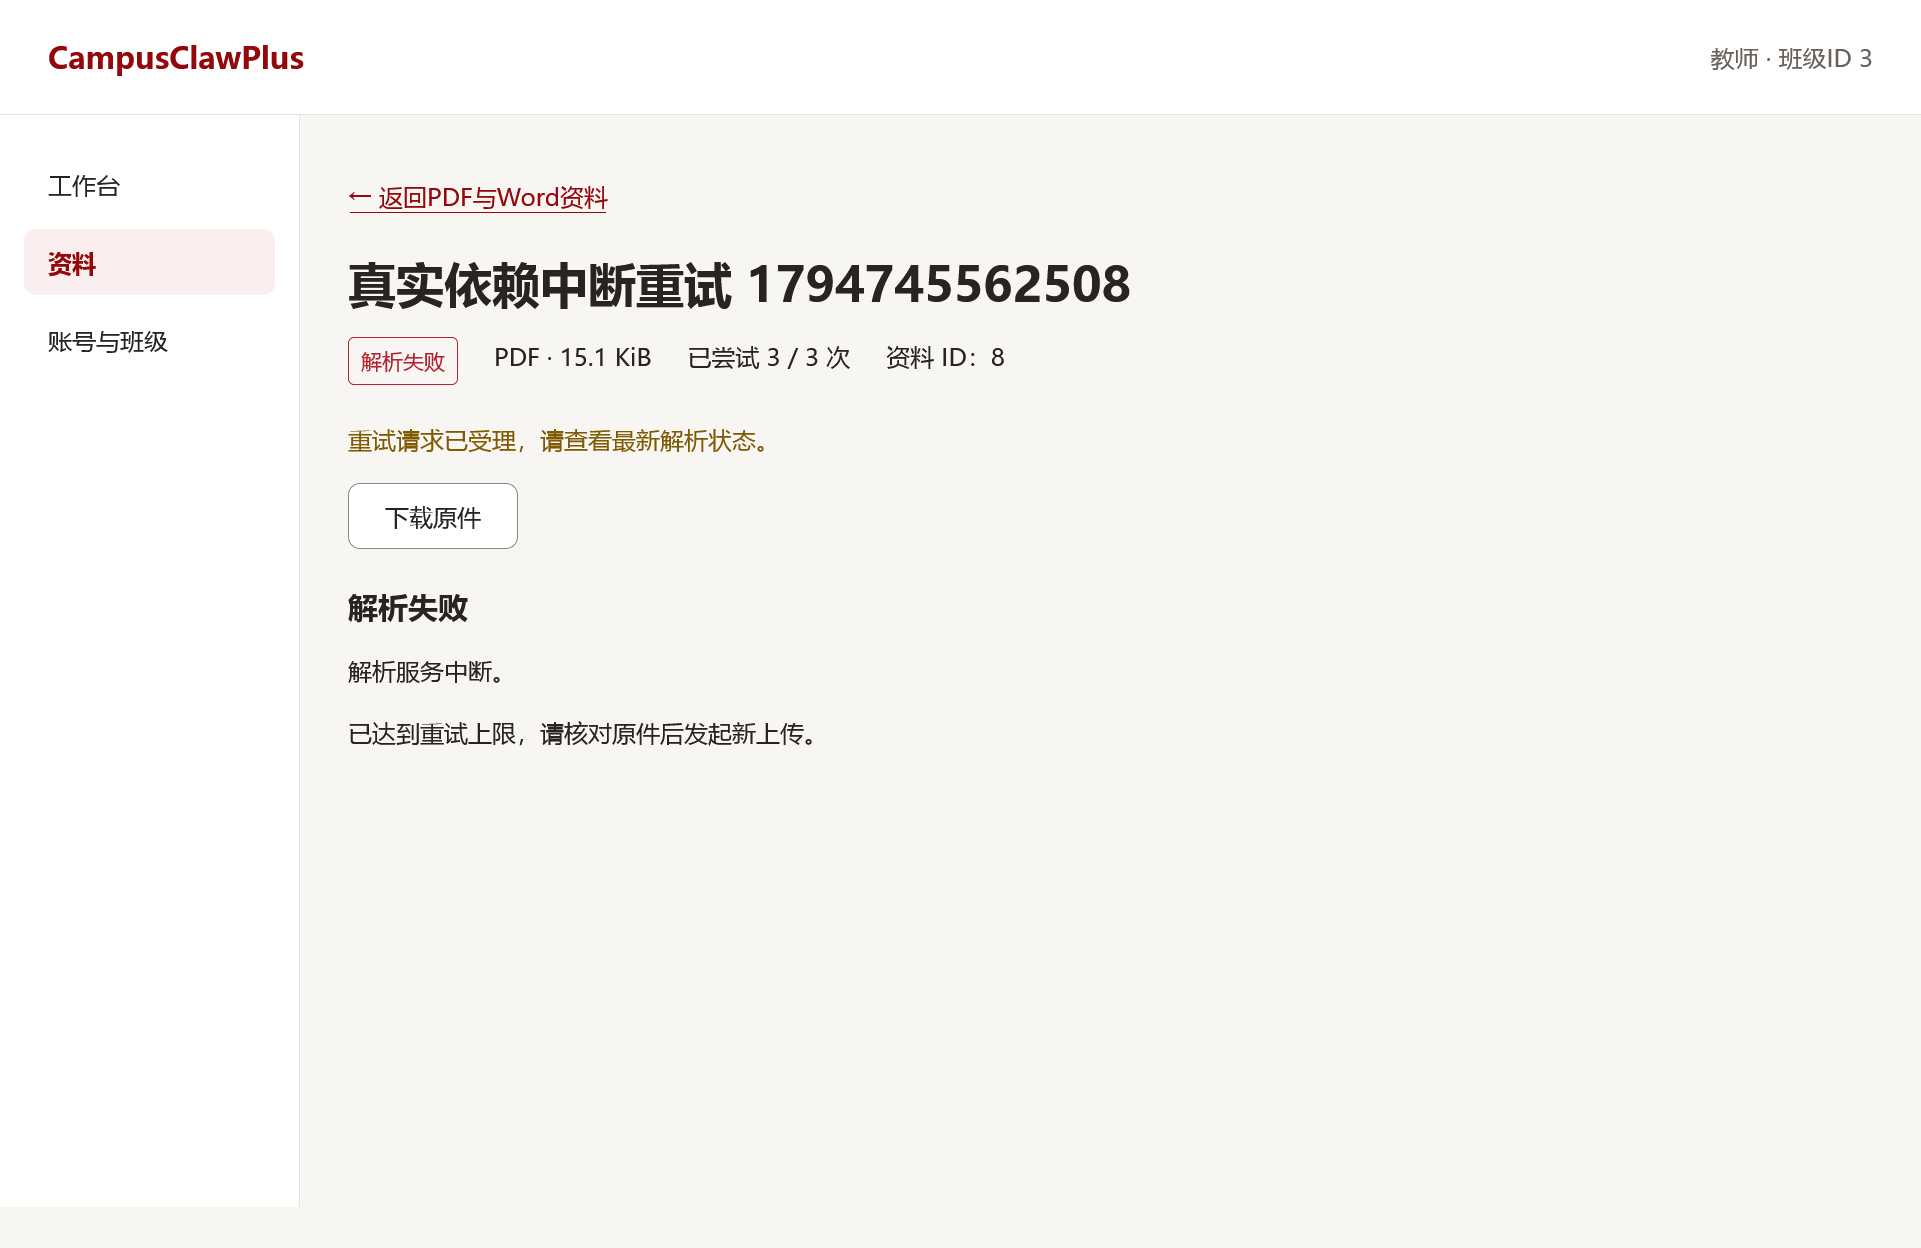 CampusClawPlus
教师 · 班级ID 3
工作台
资料
账号与班级
← 返回PDF与Word资料
真实依赖中断重试 1794745562508
解析失败 PDF · 15.1 KiB 已尝试 3 / 3 次 资料 ID：8
重试请求已受理，请查看最新解析状态。
下载原件
解析失败
解析服务中断。
已达到重试上限，请核对原件后发起新上传。